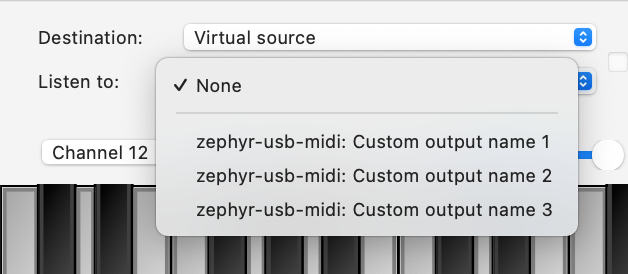 Destination: Virtual source
Listen to:
None
zephyr-usb-midi: Custom output name 1
Channel 12
zephyr-usb-midi: Custom output name 2
zephyr-usb-midi: Custom output name 3